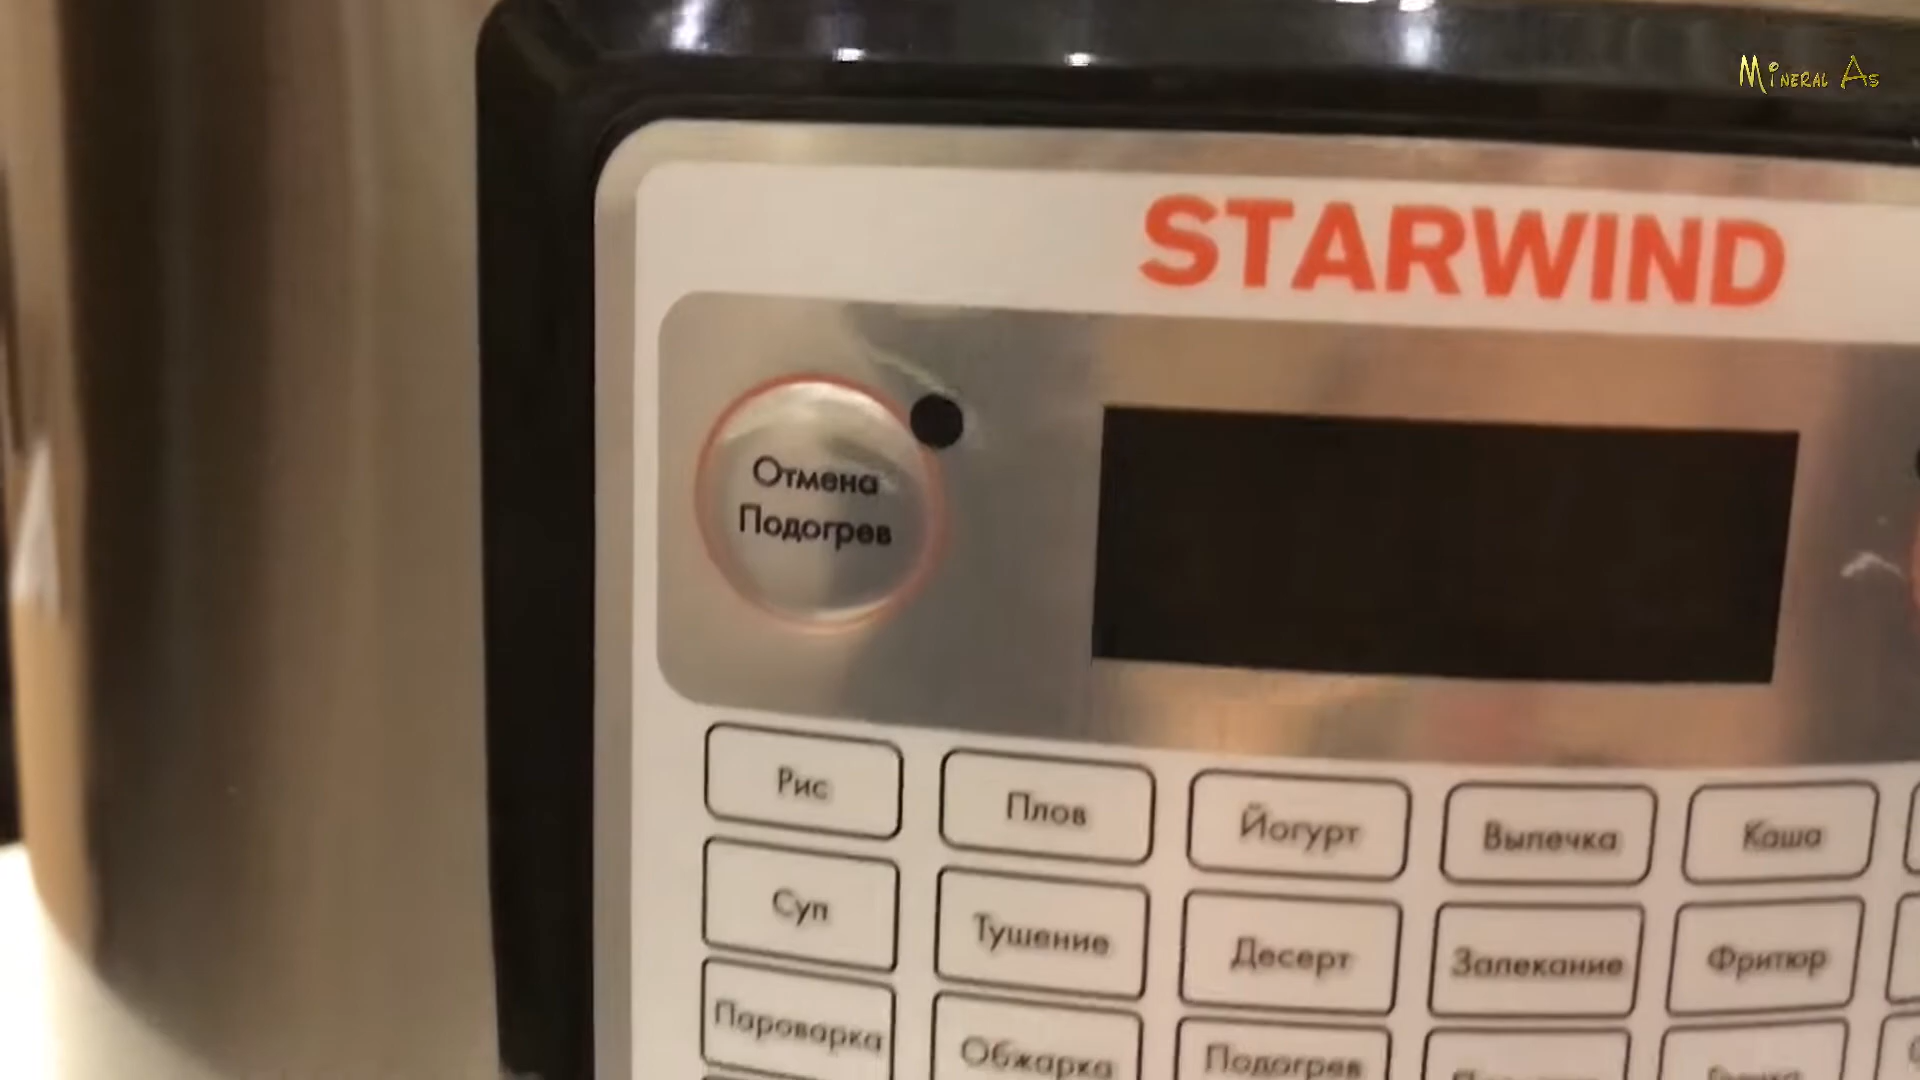 Mineral As
STARWIND
Отмена
Подогрев
Рис
Плов
Йогурт
Выпечка
Каша
Суп
Тушение
Десерт
Запекание
Фритюр
Пароварка
Обжарка
Подогрев